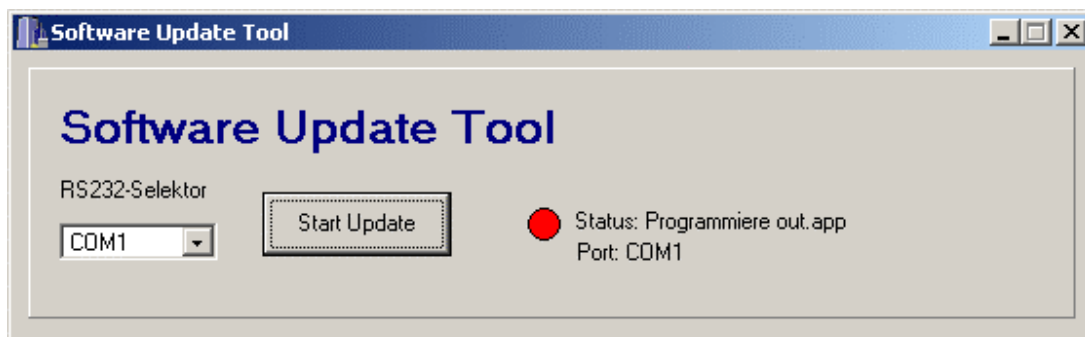 Software Update Tool
Software Update Tool
RS232-Selektor
COM1
Start Update
Status: Programmiere out.app
Port: COM1